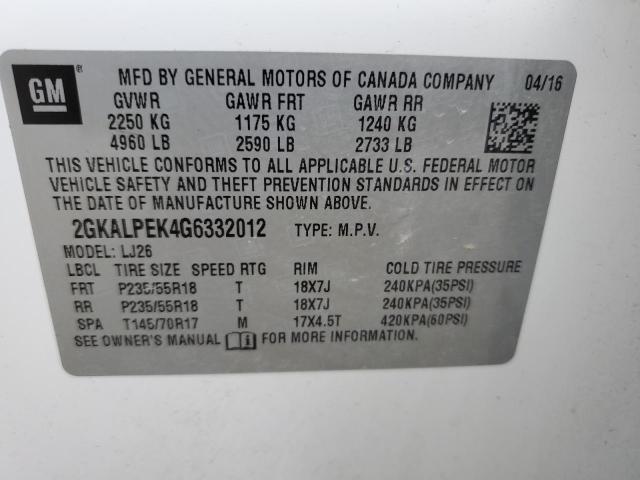 GM ®
MFD BY GENERAL MOTORS OF CANADA COMPANY 04/16
GVWR GAWR FRT GAWR RR
2250 KG 1175 KG 1240 KG
4960 LB 2590 LB 2733 LB
THIS VEHICLE CONFORMS TO ALL APPLICABLE U.S. FEDERAL MOTOR
VEHICLE SAFETY AND THEFT PREVENTION STANDARDS IN EFFECT ON
THE DATE OF MANUFACTURE SHOWN ABOVE.
2GKALPEK4G6332012 TYPE: M.P.V.
MODEL: LJ26
LBCL TIRE SIZE SPEED RTG RIM COLD TIRE PRESSURE
FRT P235/55R18 T 18X7J 240KPA(35PSI)
RR P235/55R18 T 18X7J 240KPA(35PSI)
SPA T145/70R17 M 17X4.5T 420KPA(60PSI)
SEE OWNER'S MANUAL FOR MORE INFORMATION.